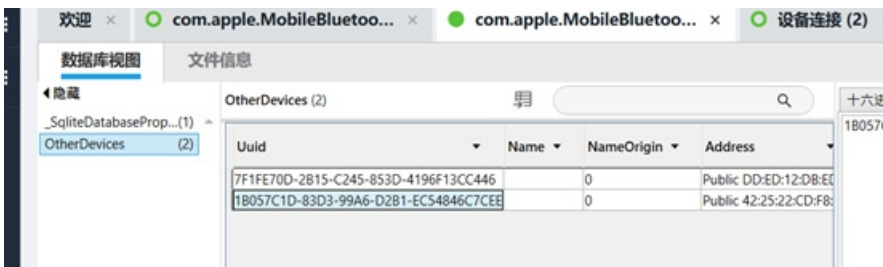 欢迎 × com.apple.MobileBluetoo... × com.apple.MobileBluetoo... × 设备连接 (2)
数据库视图 文件信息
隐藏 OtherDevices (2) 十六进
_SqliteDatabaseProp...(1) 1B057
OtherDevices (2) Uuid Name NameOrigin Address
7F1FE70D-2B15-C245-853D-4196F13CC446 0 Public DD:ED:12:DB:ED
1B057C1D-83D3-99A6-D2B1-EC54846C7CEE 0 Public 42:25:22:CD:F8: